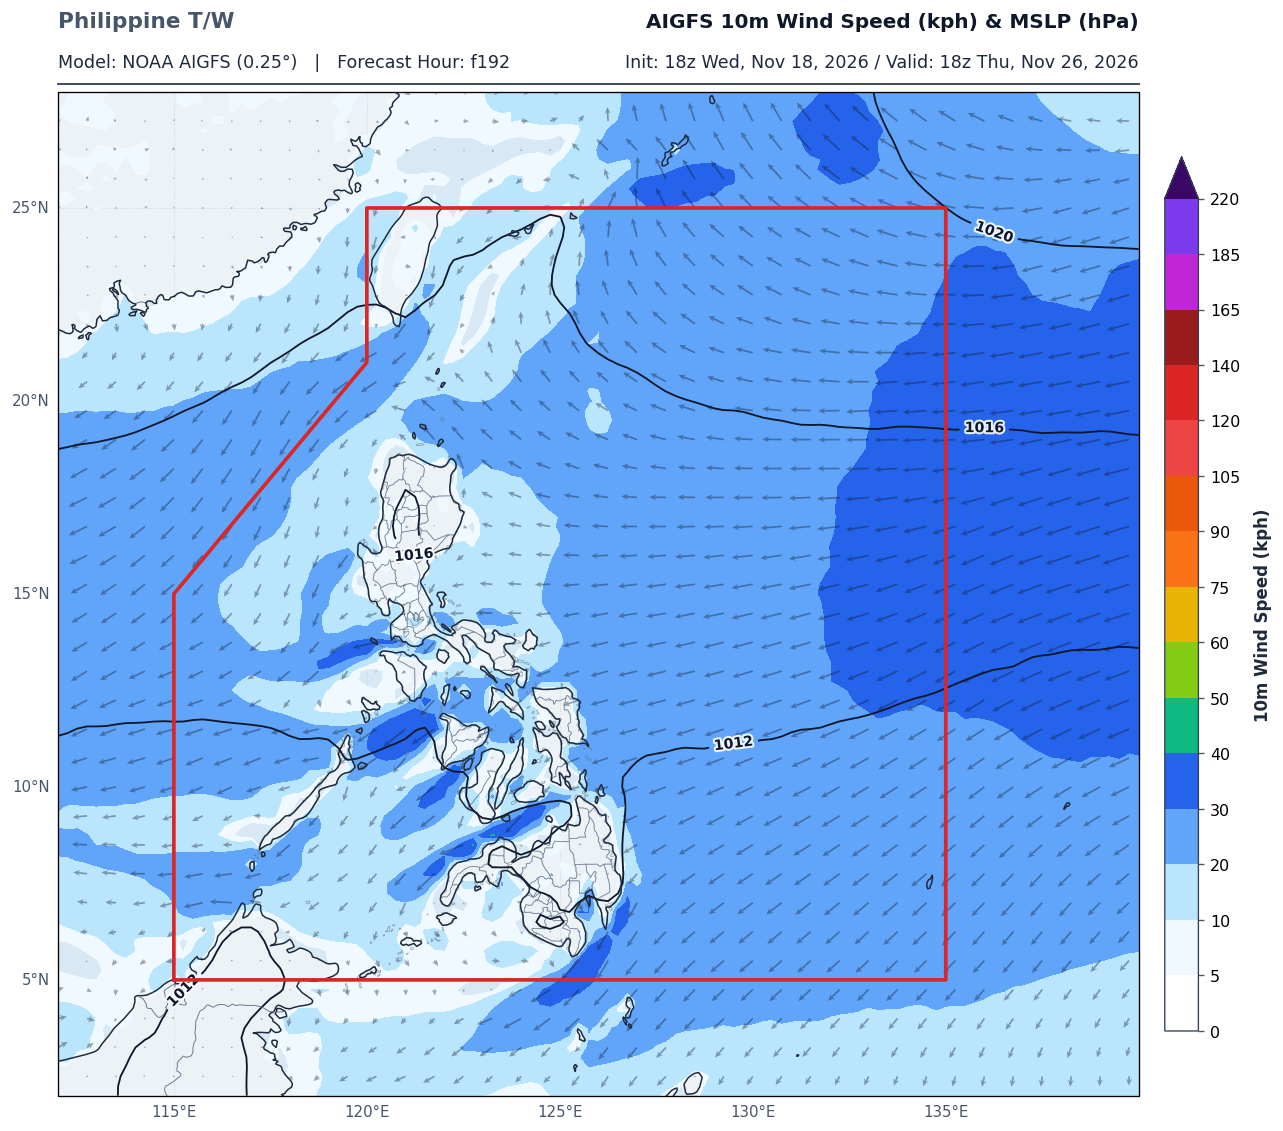 Philippine T/W
AIGFS 10m Wind Speed (kph) & MSLP (hPa)
Model: NOAA AIGFS (0.25°) | Forecast Hour: f192
Init: 18z Wed, Nov 18, 2026 / Valid: 18z Thu, Nov 26, 2026
25°N
20°N
15°N
10°N
5°N
115°E
120°E
125°E
130°E
135°E
1020
1016
1016
1012
1012
220
185
165
140
120
105
90
75
60
50
40
30
20
10
5
0
10m Wind Speed (kph)